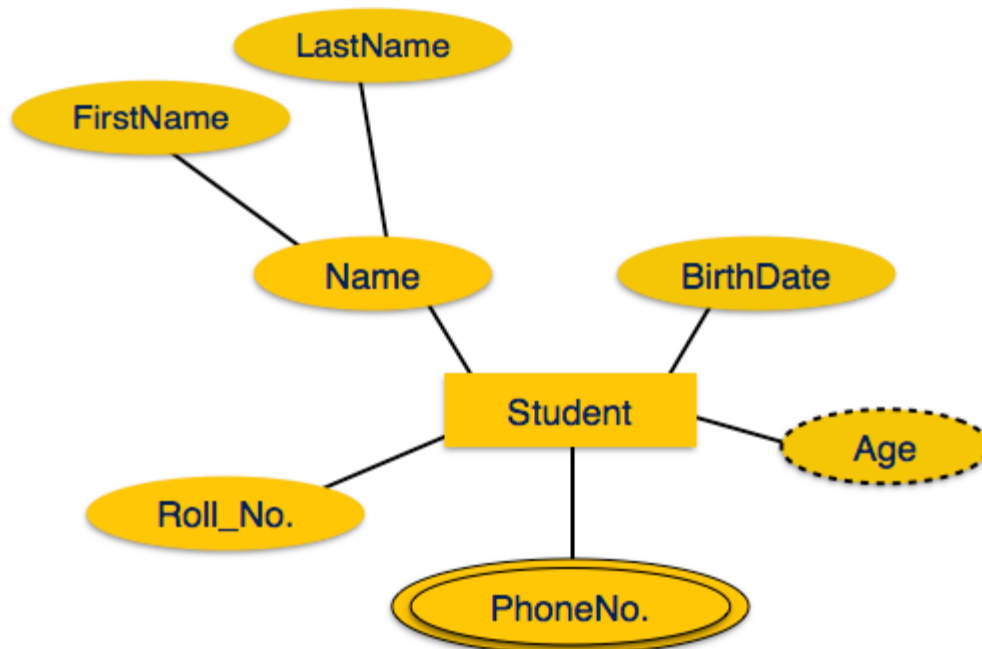 LastName
FirstName
Name
BirthDate
Student
Age
Roll_No.
PhoneNo.